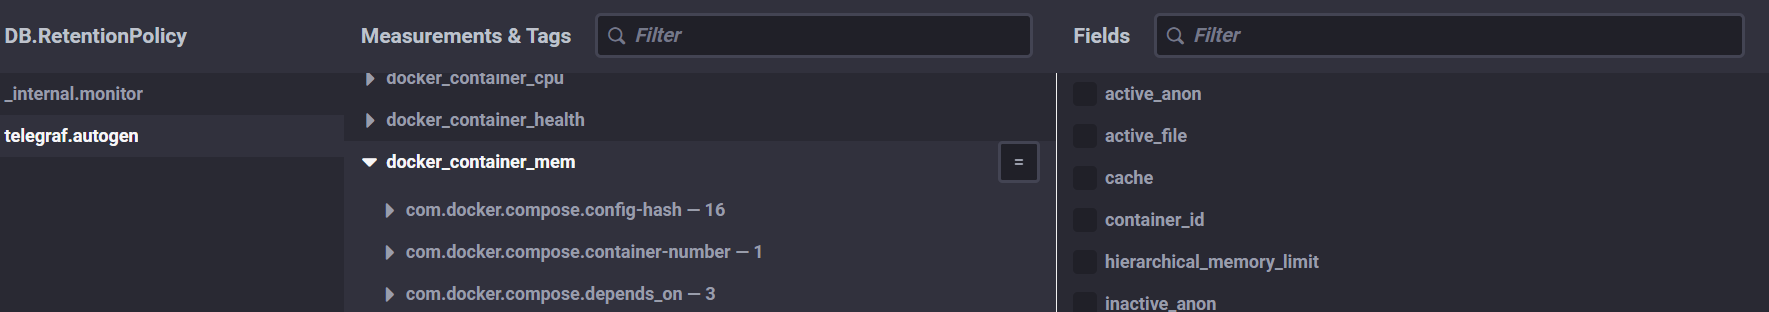 DB.RetentionPolicy
_internal.monitor
telegraf.autogen
Measurements & Tags
Filter
docker_container_cpu
docker_container_health
docker_container_mem
=
com.docker.compose.config-hash — 16
com.docker.compose.container-number — 1
com.docker.compose.depends_on — 3
Fields
Filter
active_anon
active_file
cache
container_id
hierarchical_memory_limit
inactive_anon